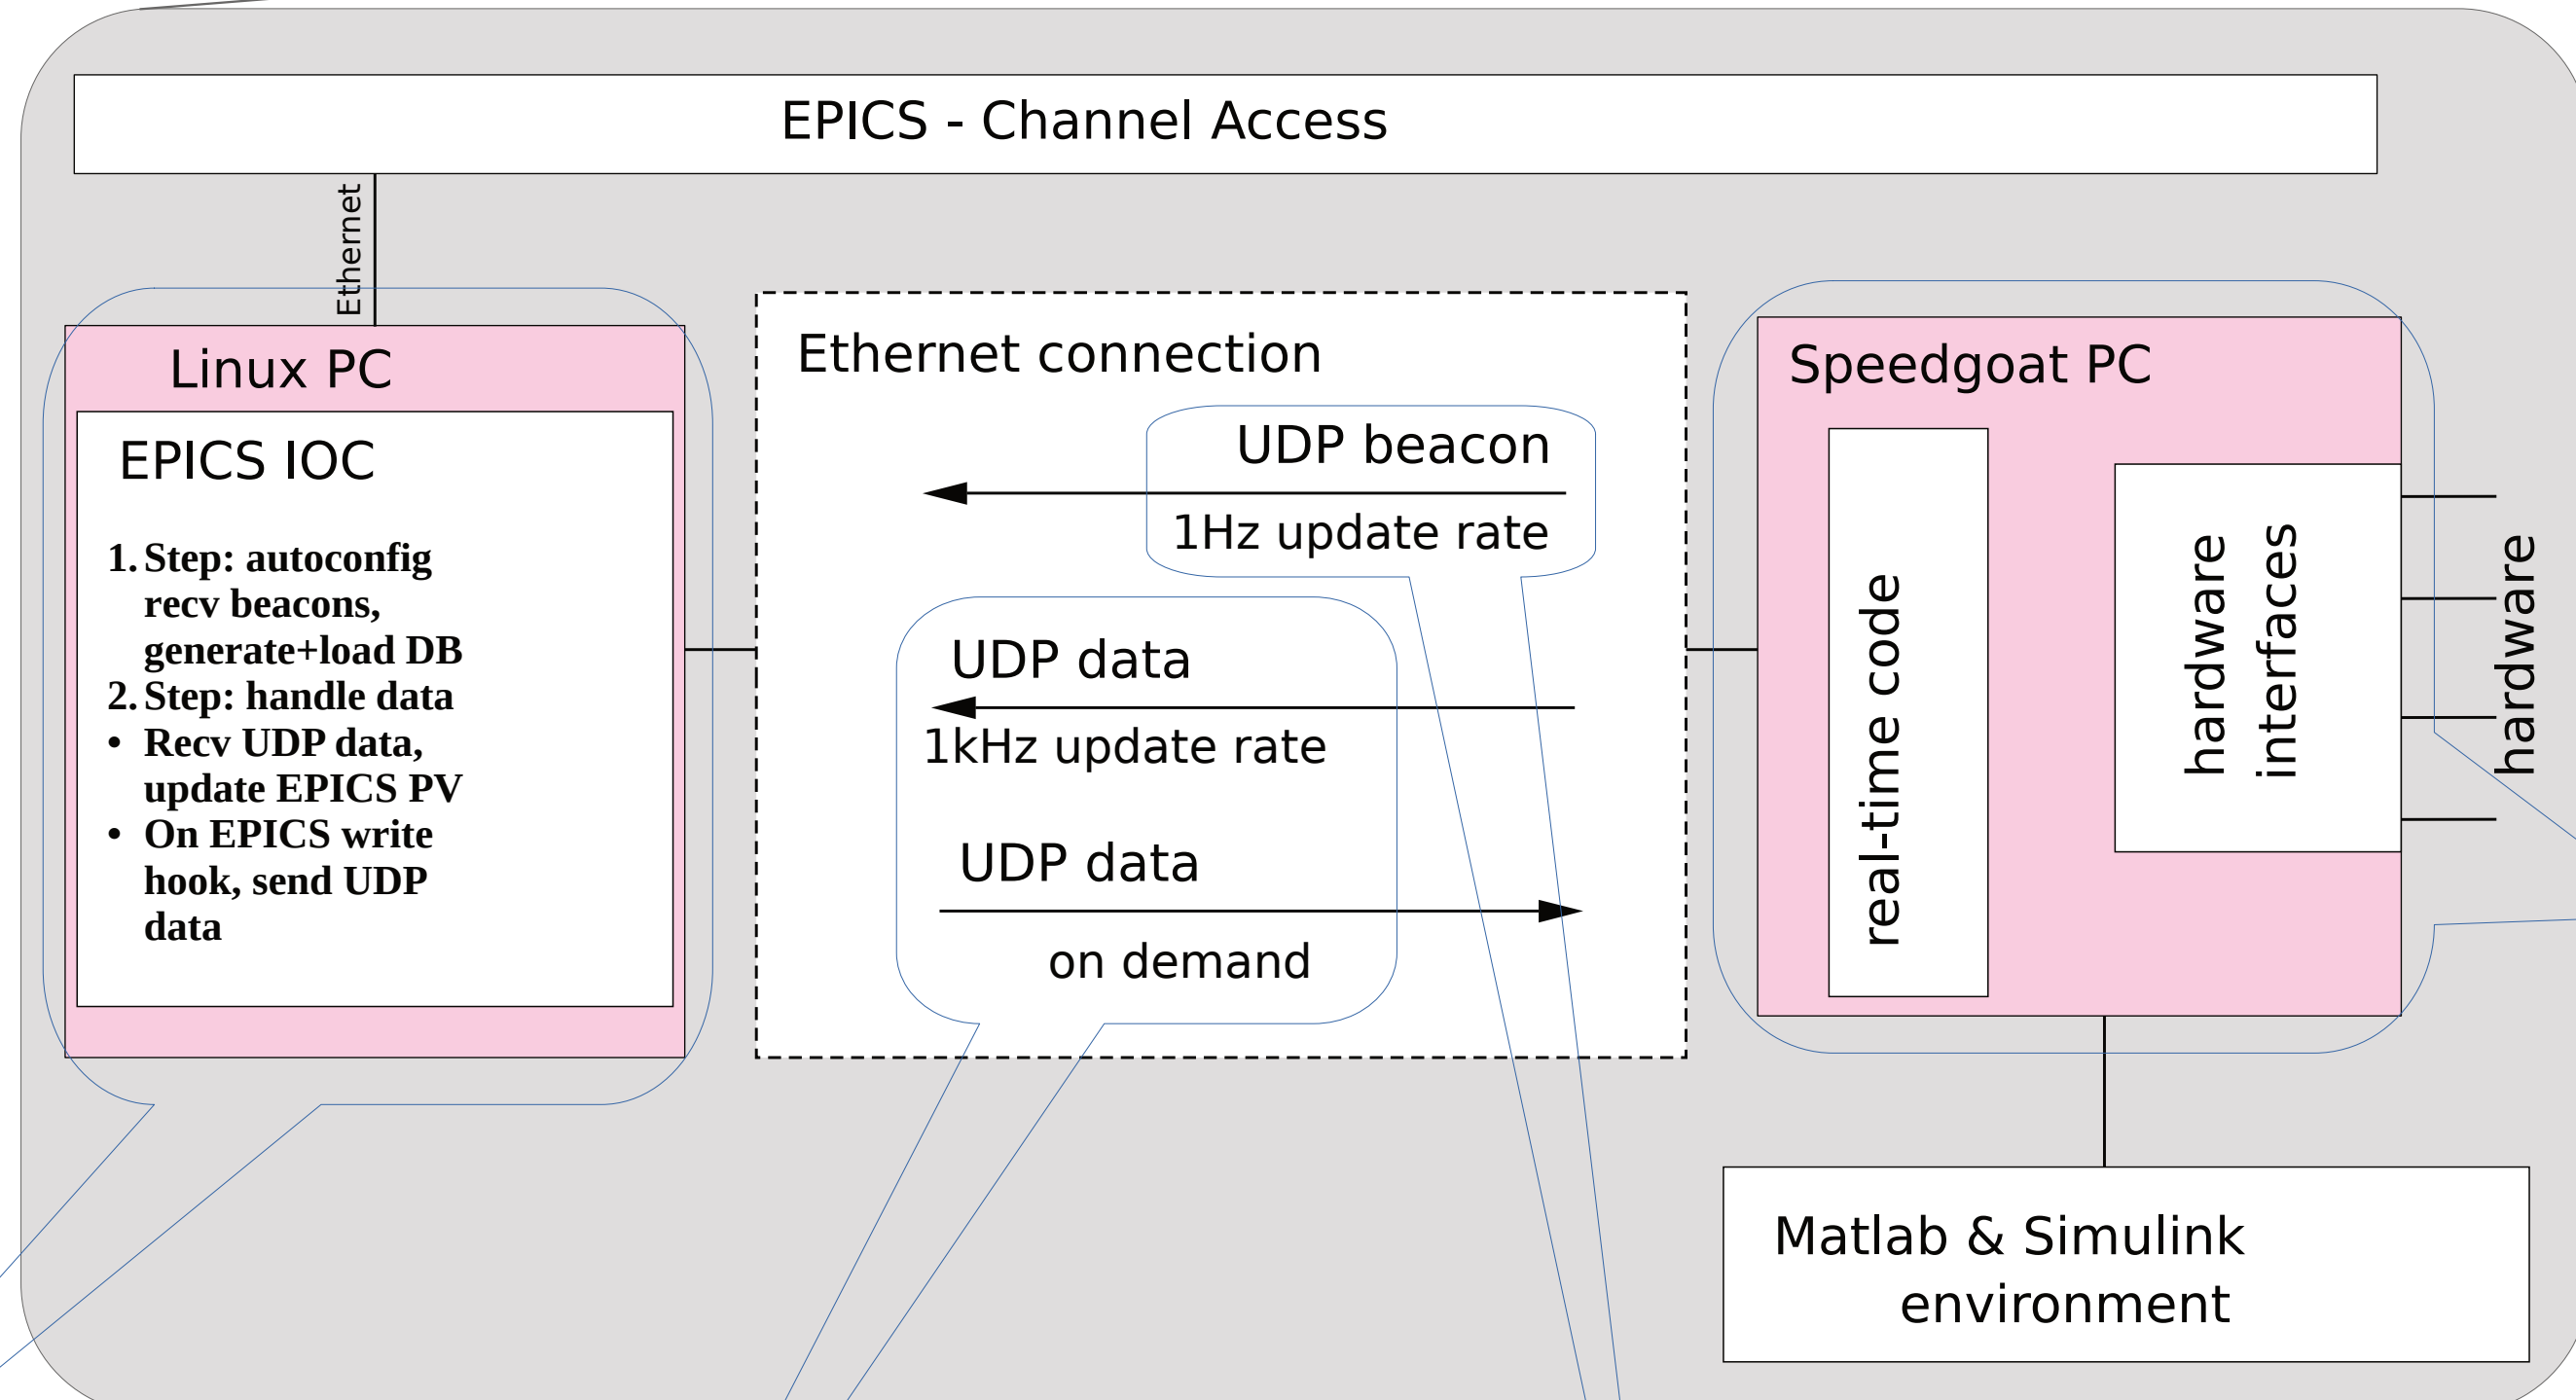 EPICS - Channel Access
Ethernet
Linux PC
EPICS IOC
1. Step: autoconfig
recv beacons,
generate+load DB
2. Step: handle data
• Recv UDP data,
update EPICS PV
• On EPICS write
hook, send UDP
data
Ethernet connection
UDP beacon
1Hz update rate
UDP data
1kHz update rate
UDP data
on demand
Speedgoat PC
real-time code
hardware
interfaces
hardware
Matlab & Simulink
environment